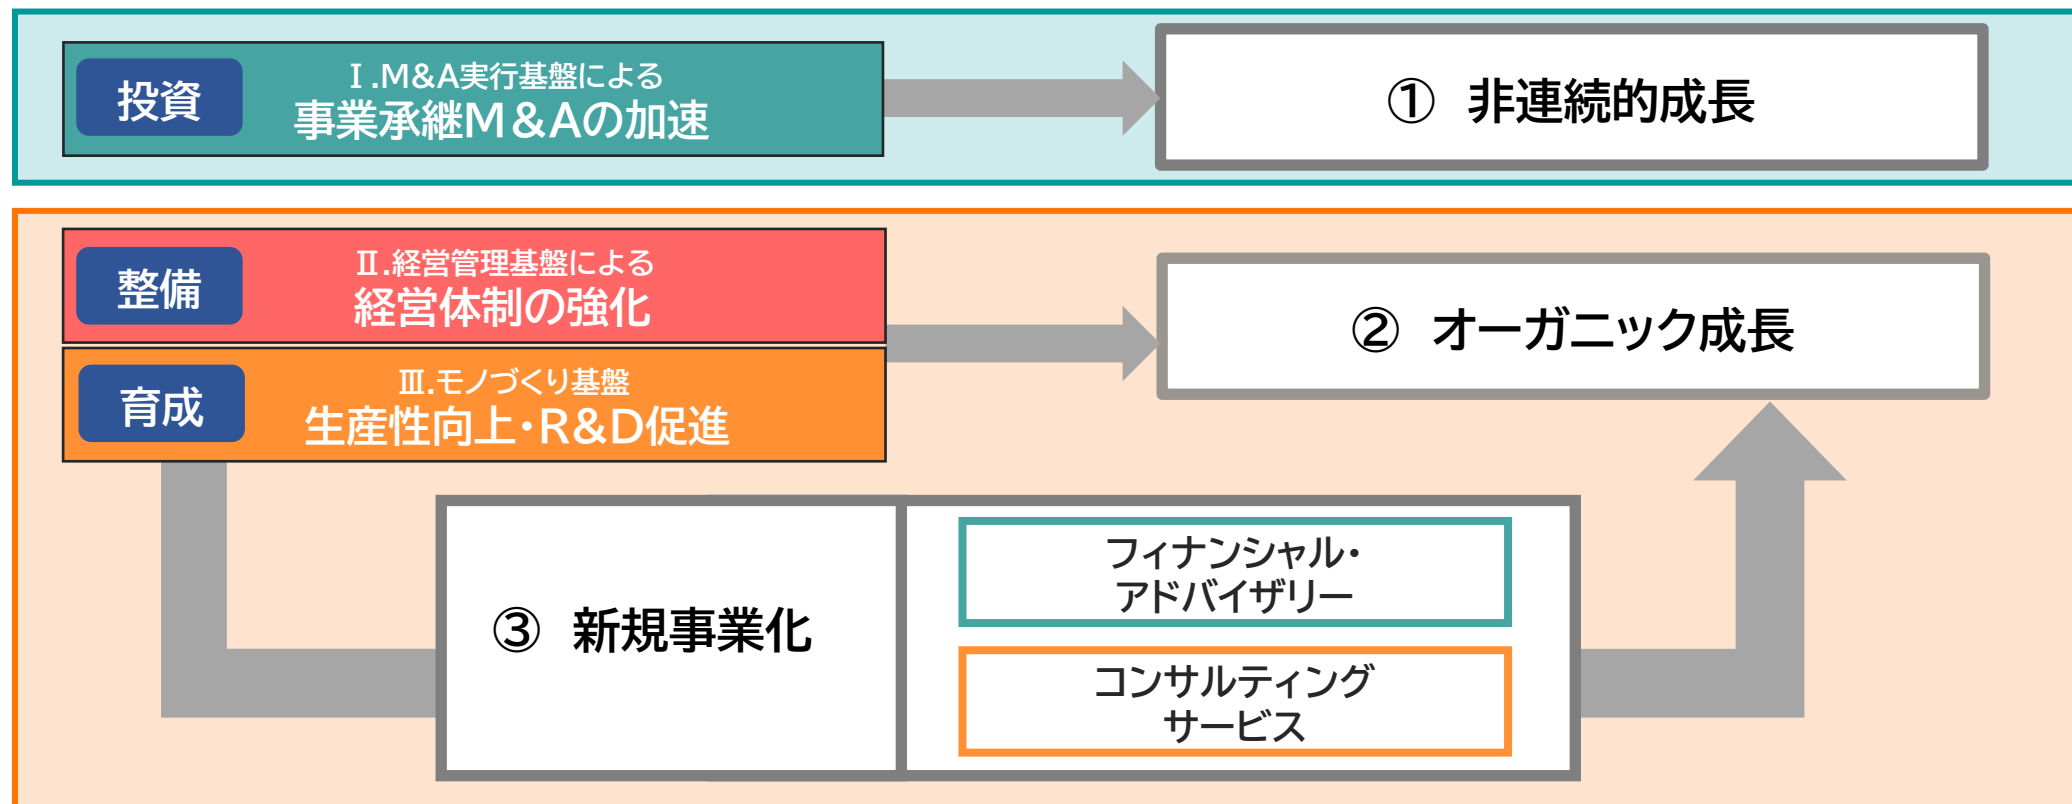 投資
Ⅰ.M&A実行基盤による
事業承継M&Aの加速
① 非連続的成長
整備
Ⅱ.経営管理基盤による
経営体制の強化
② オーガニック成長
育成
Ⅲ.モノづくり基盤
生産性向上・R&D促進
③ 新規事業化
フィナンシャル・
アドバイザリー
コンサルティング
サービス